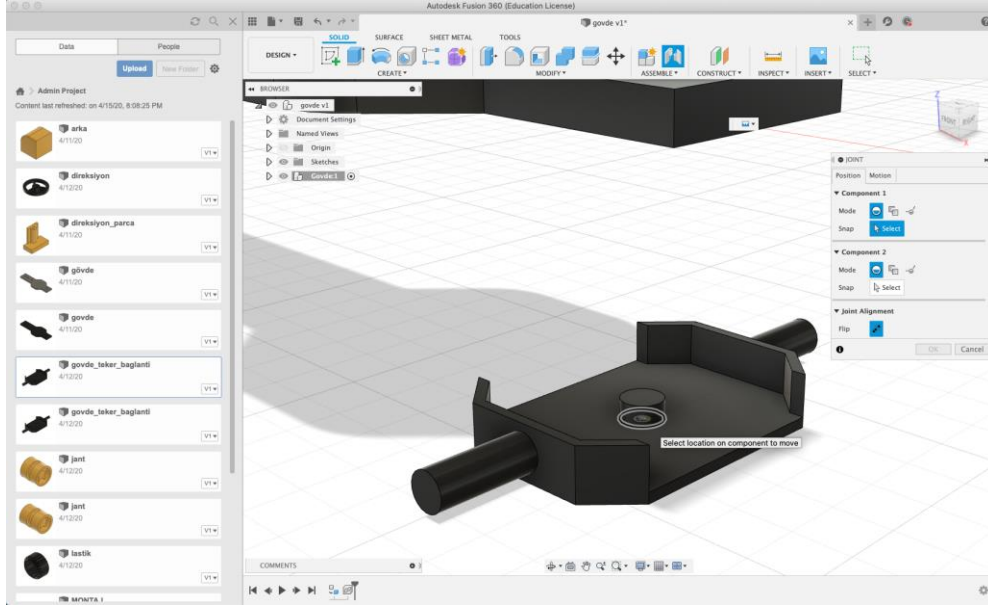 Autodesk Fusion 360 (Education License)
govde v1*
Data
People
Upload
New Folder
Admin Project
Content last refreshed: on 4/15/20, 8:08:25 PM
arka
4/11/20
V1
direksiyon
4/12/20
V1
direksiyon_parca
4/11/20
V1
gövde
4/11/20
V1
govde
4/11/20
V1
govde_teker_baglanti
4/12/20
V1
govde_teker_baglanti
4/12/20
V1
jant
4/12/20
V1
jant
4/12/20
V1
lastik
4/12/20
V1
MONTAJ
SOLID
SURFACE
SHEET METAL
TOOLS
DESIGN
CREATE
MODIFY
ASSEMBLE
CONSTRUCT
INSPECT
INSERT
SELECT
BROWSER
govde v1
Document Settings
Named Views
Origin
Sketches
Govde:1
Z
FRONT
RIGHT
X
JOINT
Position
Motion
Component 1
Mode
Snap
Select
Component 2
Mode
Snap
Select
Joint Alignment
Flip
OK
Cancel
Select location on component to move
COMMENTS